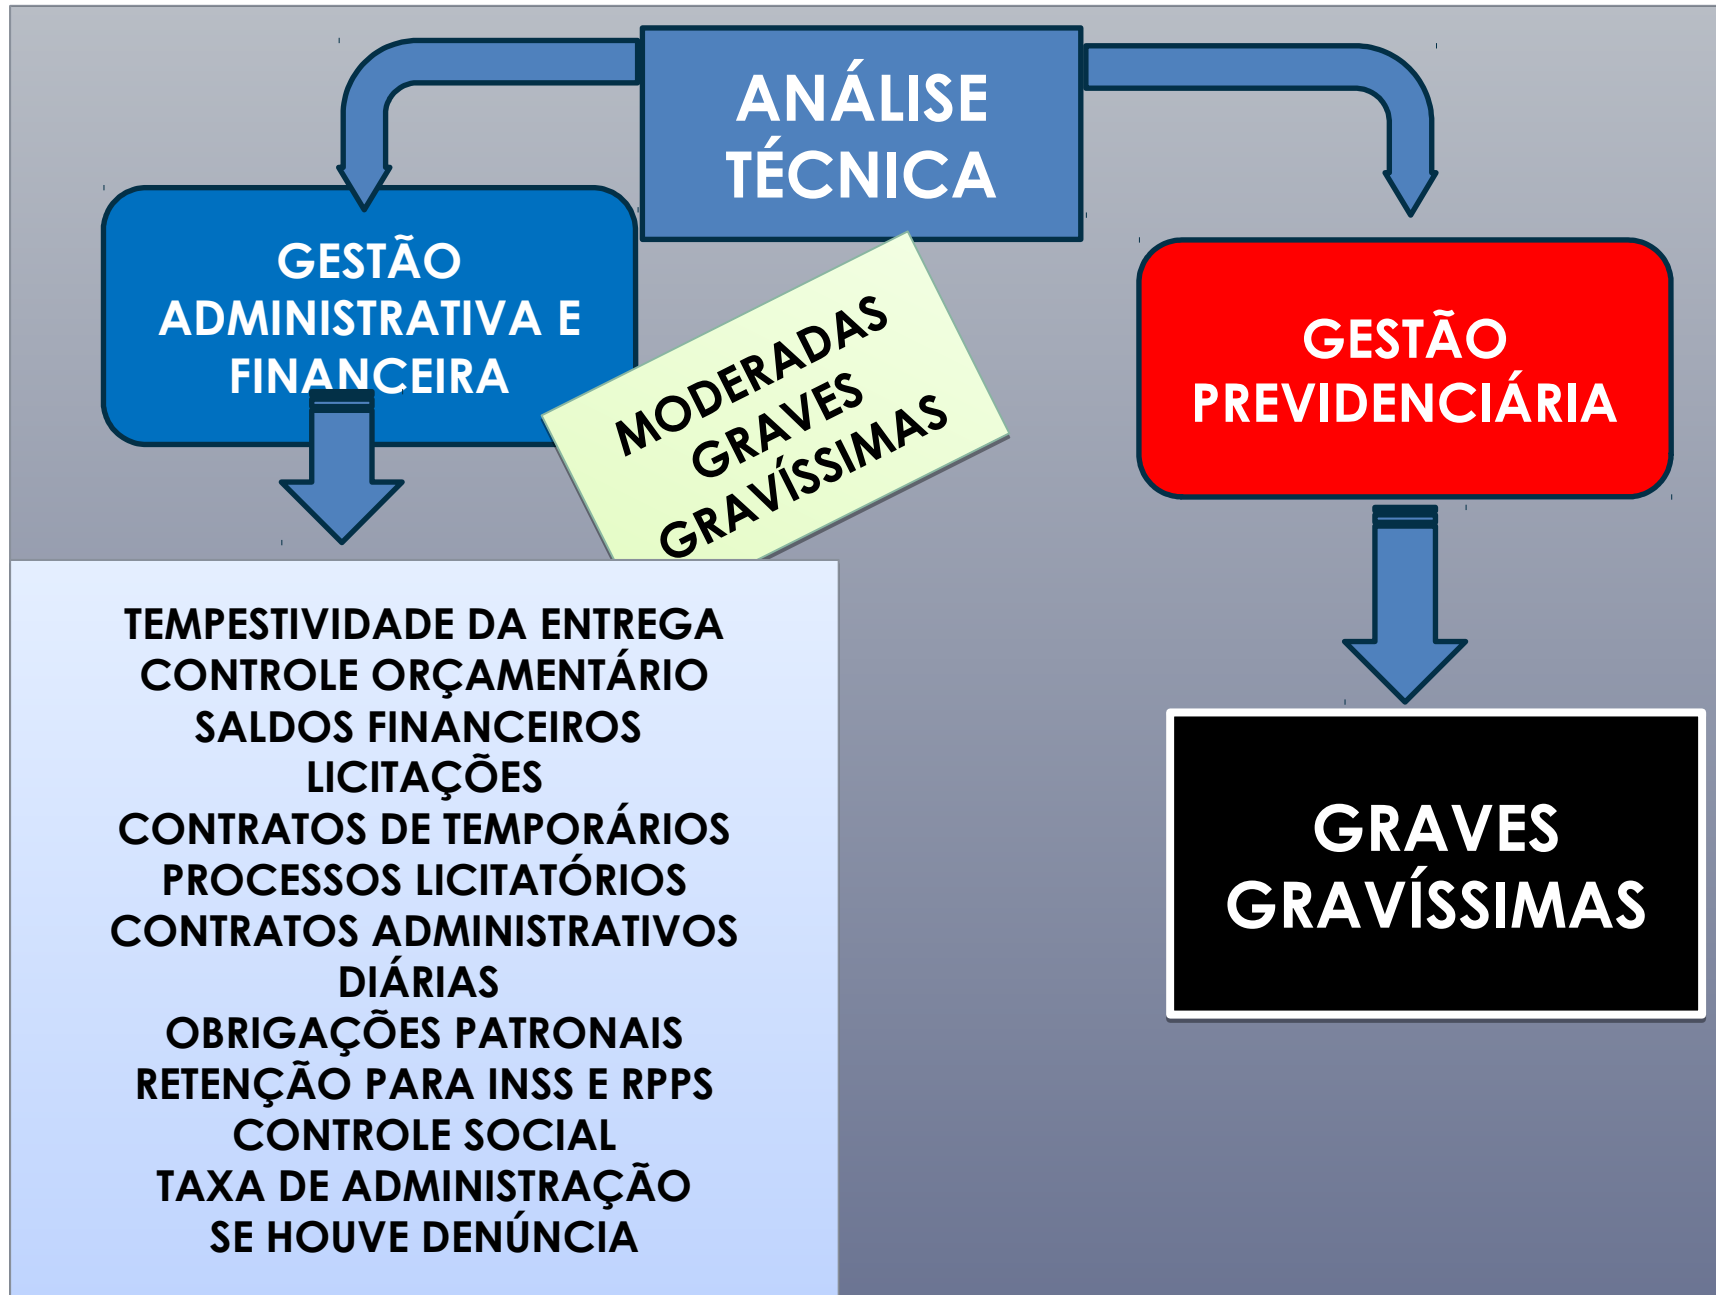 ANÁLISE
TÉCNICA
GESTÃO
ADMINISTRATIVA E
FINANCEIRA
MODERADAS
GRAVES
GRAVÍSSIMAS
GESTÃO
PREVIDENCIÁRIA
TEMPESTIVIDADE DA ENTREGA
CONTROLE ORÇAMENTÁRIO
SALDOS FINANCEIROS
LICITAÇÕES
CONTRATOS DE TEMPORÁRIOS
PROCESSOS LICITATÓRIOS
CONTRATOS ADMINISTRATIVOS
DIÁRIAS
OBRIGAÇÕES PATRONAIS
RETENÇÃO PARA INSS E RPPS
CONTROLE SOCIAL
TAXA DE ADMINISTRAÇÃO
SE HOUVE DENÚNCIA
GRAVES
GRAVÍSSIMAS